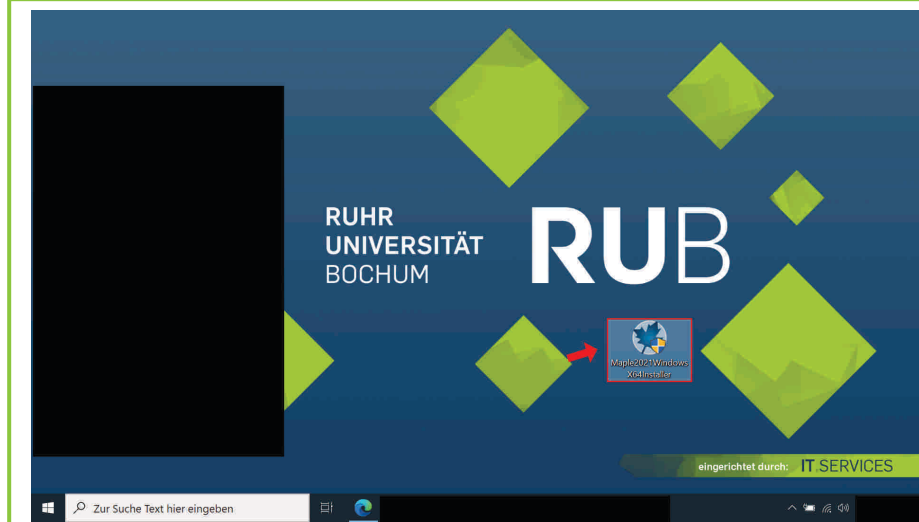 RUHR
UNIVERSITÄT
BOCHUM
RUB
Maple2021Windows
X64Installer
eingerichtet durch: IT.SERVICES
Zur Suche Text hier eingeben